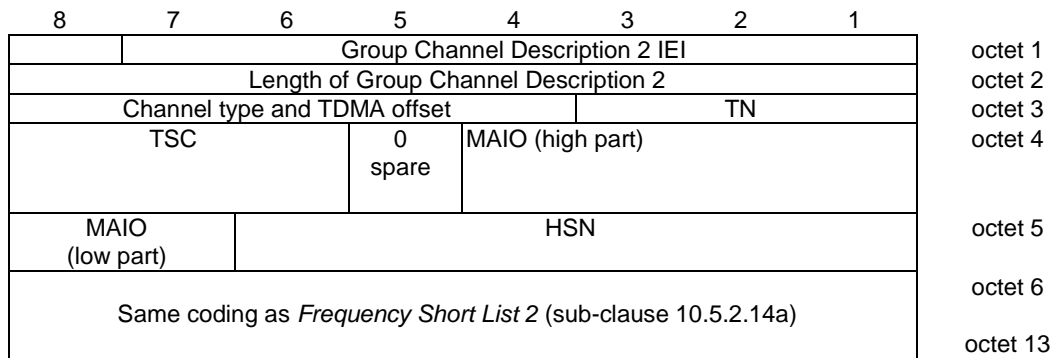 8 7 6 5 4 3 2 1
Group Channel Description 2 IEI octet 1
Length of Group Channel Description 2 octet 2
Channel type and TDMA offset TN octet 3
TSC 0 MAIO (high part) octet 4
spare
MAIO HSN octet 5
(low part)
octet 6
Same coding as Frequency Short List 2 (sub-clause 10.5.2.14a)
octet 13